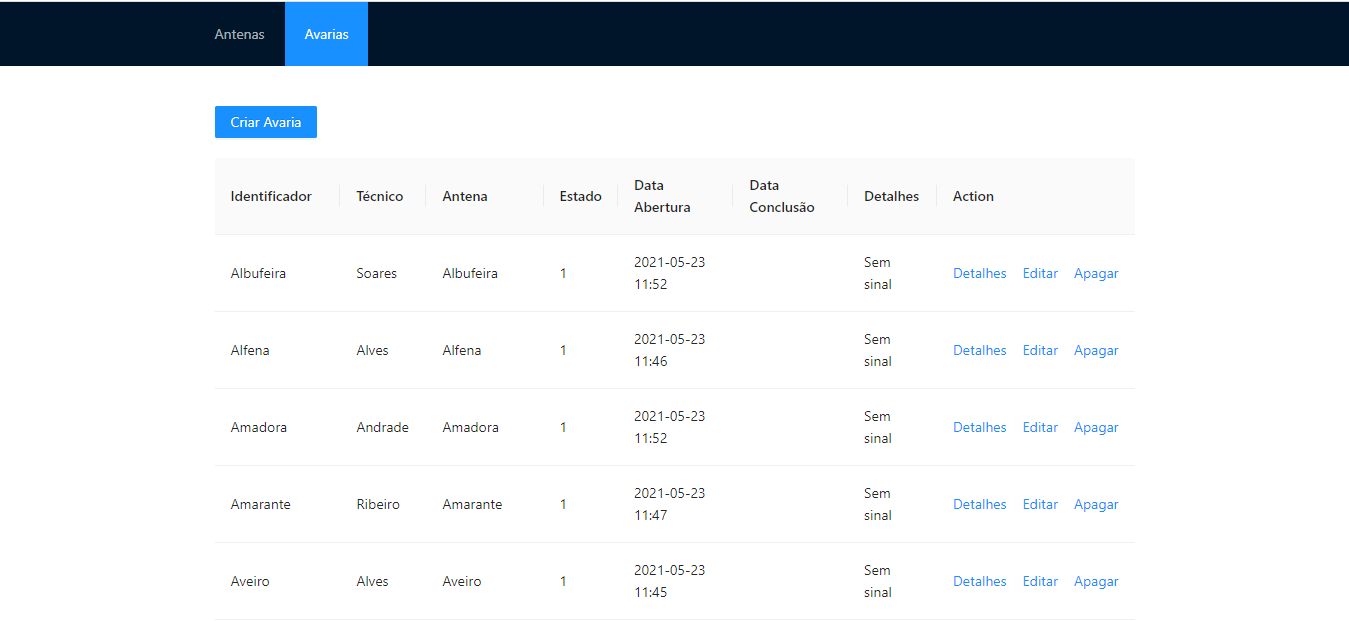 Antenas Avarias
Criar Avaria
Identificador Técnico Antena Estado Data Abertura Data Conclusão Detalhes Action
Albufeira Soares Albufeira 1 2021-05-23 11:52 Sem sinal Detalhes Editar Apagar
Alfena Alves Alfena 1 2021-05-23 11:46 Sem sinal Detalhes Editar Apagar
Amadora Andrade Amadora 1 2021-05-23 11:52 Sem sinal Detalhes Editar Apagar
Amarante Ribeiro Amarante 1 2021-05-23 11:47 Sem sinal Detalhes Editar Apagar
Aveiro Alves Aveiro 1 2021-05-23 11:45 Sem sinal Detalhes Editar Apagar